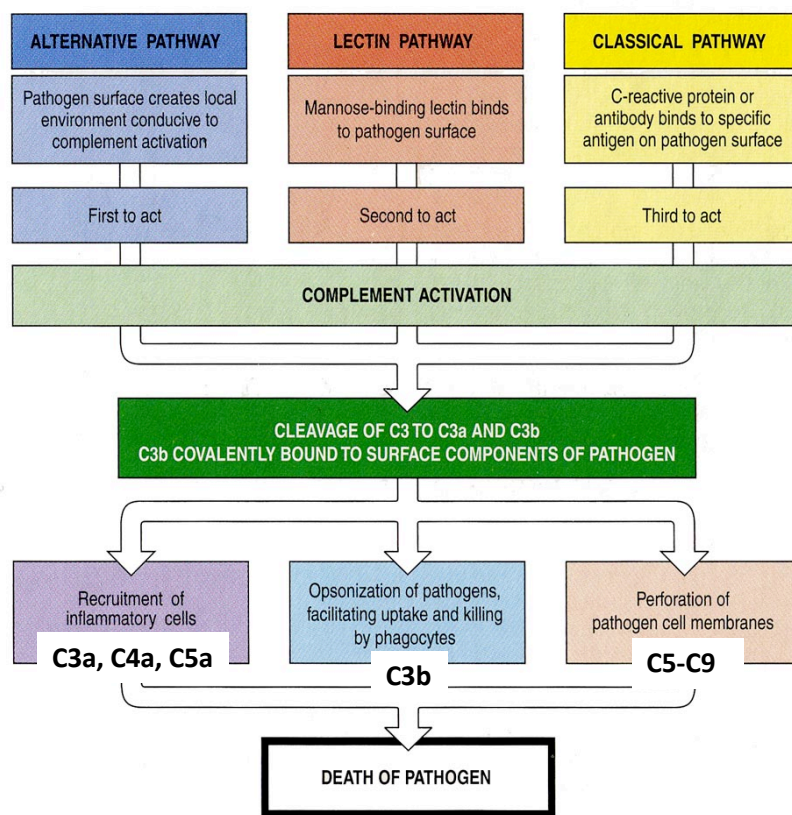 ALTERNATIVE PATHWAY
Pathogen surface creates local
environment conducive to
complement activation
First to act
LECTIN PATHWAY
Mannose-binding lectin binds
to pathogen surface
Second to act
CLASSICAL PATHWAY
C-reactive protein or
antibody binds to specific
antigen on pathogen surface
Third to act
COMPLEMENT ACTIVATION
CLEAVAGE OF C3 TO C3a AND C3b
C3b COVALENTLY BOUND TO SURFACE COMPONENTS OF PATHOGEN
Recruitment of
inflammatory cells
C3a, C4a, C5a
Opsonization of pathogens,
facilitating uptake and killing
by phagocytes
C3b
Perforation of
pathogen cell membranes
C5-C9
DEATH OF PATHOGEN